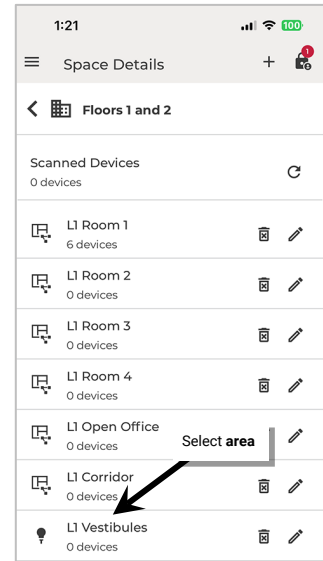 1:21
100
Space Details
Floors 1 and 2
Scanned Devices
0 devices
L1 Room 1
6 devices
L1 Room 2
0 devices
L1 Room 3
0 devices
L1 Room 4
0 devices
L1 Open Office
0 devices
Select area
L1 Corridor
0 devices
L1 Vestibules
0 devices